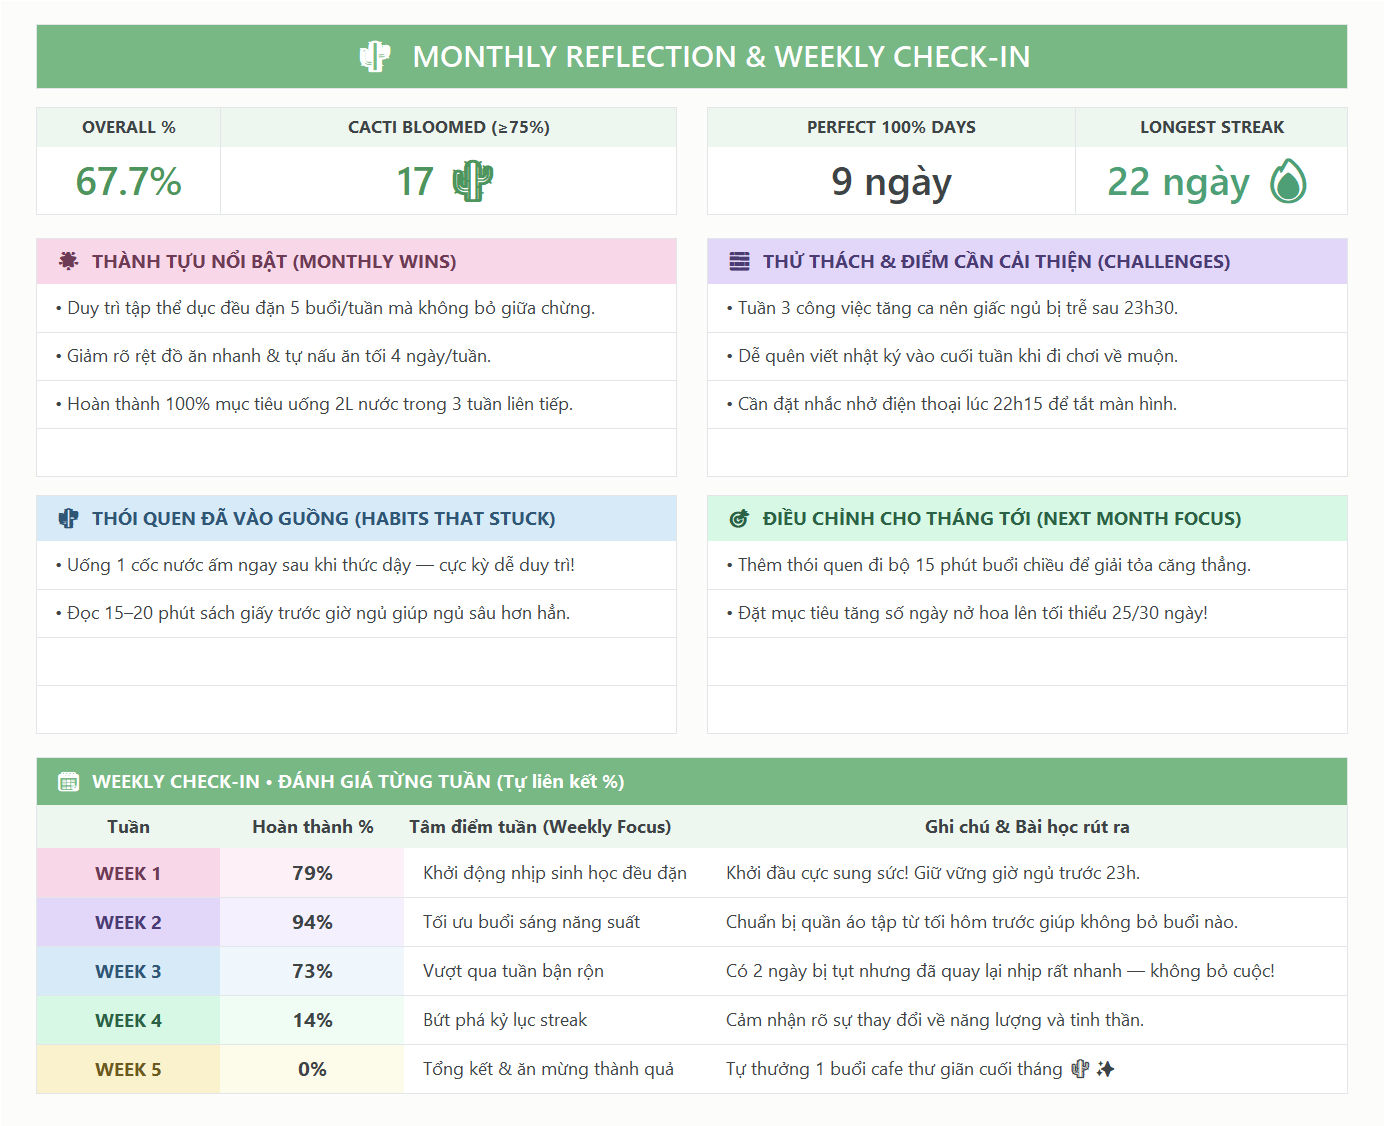 MONTHLY REFLECTION & WEEKLY CHECK-IN
OVERALL %
CACTI BLOOMED (≥75%)
PERFECT 100% DAYS
LONGEST STREAK
67.7%
17
9 ngày
22 ngày
THÀNH TỰU NỔI BẬT (MONTHLY WINS)
• Duy trì tập thể dục đều đặn 5 buổi/tuần mà không bỏ giữa chừng.
• Giảm rõ rệt đồ ăn nhanh & tự nấu ăn tối 4 ngày/tuần.
• Hoàn thành 100% mục tiêu uống 2L nước trong 3 tuần liên tiếp.
THỬ THÁCH & ĐIỂM CẦN CẢI THIỆN (CHALLENGES)
• Tuần 3 công việc tăng ca nên giấc ngủ bị trễ sau 23h30.
• Dễ quên viết nhật ký vào cuối tuần khi đi chơi về muộn.
• Cần đặt nhắc nhở điện thoại lúc 22h15 để tắt màn hình.
THÓI QUEN ĐÃ VÀO GUỒNG (HABITS THAT STUCK)
• Uống 1 cốc nước ấm ngay sau khi thức dậy — cực kỳ dễ duy trì!
• Đọc 15–20 phút sách giấy trước giờ ngủ giúp ngủ sâu hơn hẳn.
ĐIỀU CHỈNH CHO THÁNG TỚI (NEXT MONTH FOCUS)
• Thêm thói quen đi bộ 15 phút buổi chiều để giải tỏa căng thẳng.
• Đặt mục tiêu tăng số ngày nở hoa lên tối thiểu 25/30 ngày!
WEEKLY CHECK-IN • ĐÁNH GIÁ TỪNG TUẦN (Tự liên kết %)
Tuần Hoàn thành % Tâm điểm tuần (Weekly Focus) Ghi chú & Bài học rút ra
WEEK 1 79% Khởi động nhịp sinh học đều đặn Khởi đầu cực sung sức! Giữ vững giờ ngủ trước 23h.
WEEK 2 94% Tối ưu buổi sáng năng suất Chuẩn bị quần áo tập từ tối hôm trước giúp không bỏ buổi nào.
WEEK 3 73% Vượt qua tuần bận rộn Có 2 ngày bị tụt nhưng đã quay lại nhịp rất nhanh — không bỏ cuộc!
WEEK 4 14% Bứt phá kỷ lục streak Cảm nhận rõ sự thay đổi về năng lượng và tinh thần.
WEEK 5 0% Tổng kết & ăn mừng thành quả Tự thưởng 1 buổi cafe thư giãn cuối tháng